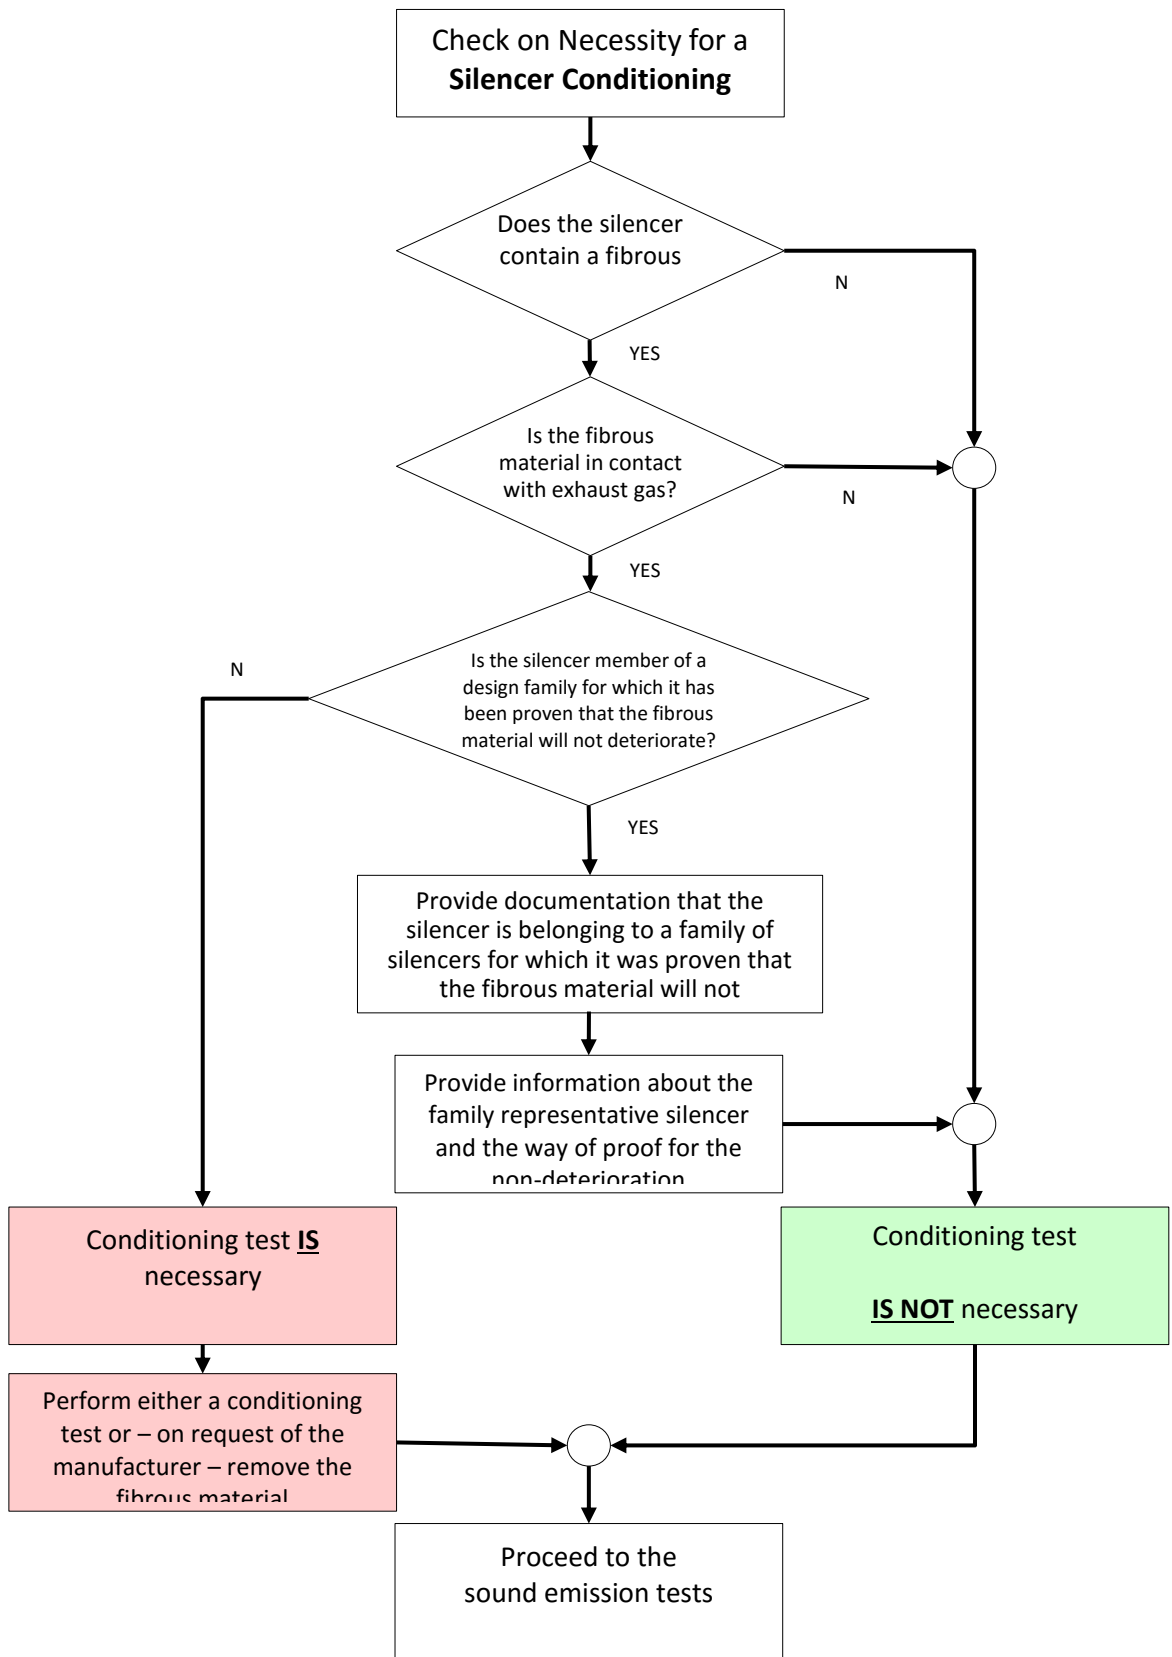 Check on Necessity for a
Silencer Conditioning
Does the silencer
contain a fibrous
N
YES
Is the fibrous
material in contact
with exhaust gas?
N
YES
N
Is the silencer member of a
design family for which it has
been proven that the fibrous
material will not deteriorate?
YES
Provide documentation that the
silencer is belonging to a family of
silencers for which it was proven that
the fibrous material will not
Provide information about the
family representative silencer
and the way of proof for the
non-deterioration
Conditioning test IS
necessary
Conditioning test
IS NOT necessary
Perform either a conditioning
test or – on request of the
manufacturer – remove the
fibrous material
Proceed to the
sound emission tests